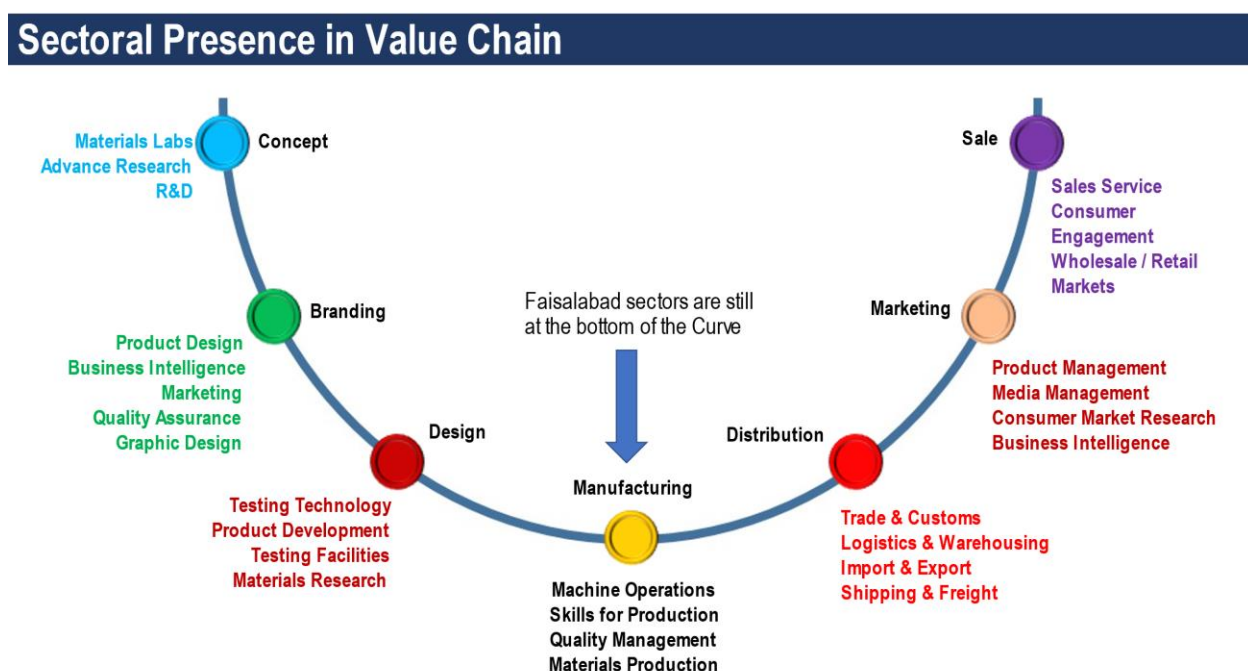 Sectoral Presence in Value Chain
Concept
Materials Labs
Advance Research
R&D
Branding
Product Design
Business Intelligence
Marketing
Quality Assurance
Graphic Design
Design
Testing Technology
Product Development
Testing Facilities
Materials Research
Faisalabad sectors are still
at the bottom of the Curve
Manufacturing
Machine Operations
Skills for Production
Quality Management
Materials Production
Distribution
Trade & Customs
Logistics & Warehousing
Import & Export
Shipping & Freight
Marketing
Product Management
Media Management
Consumer Market Research
Business Intelligence
Sale
Sales Service
Consumer
Engagement
Wholesale / Retail
Markets